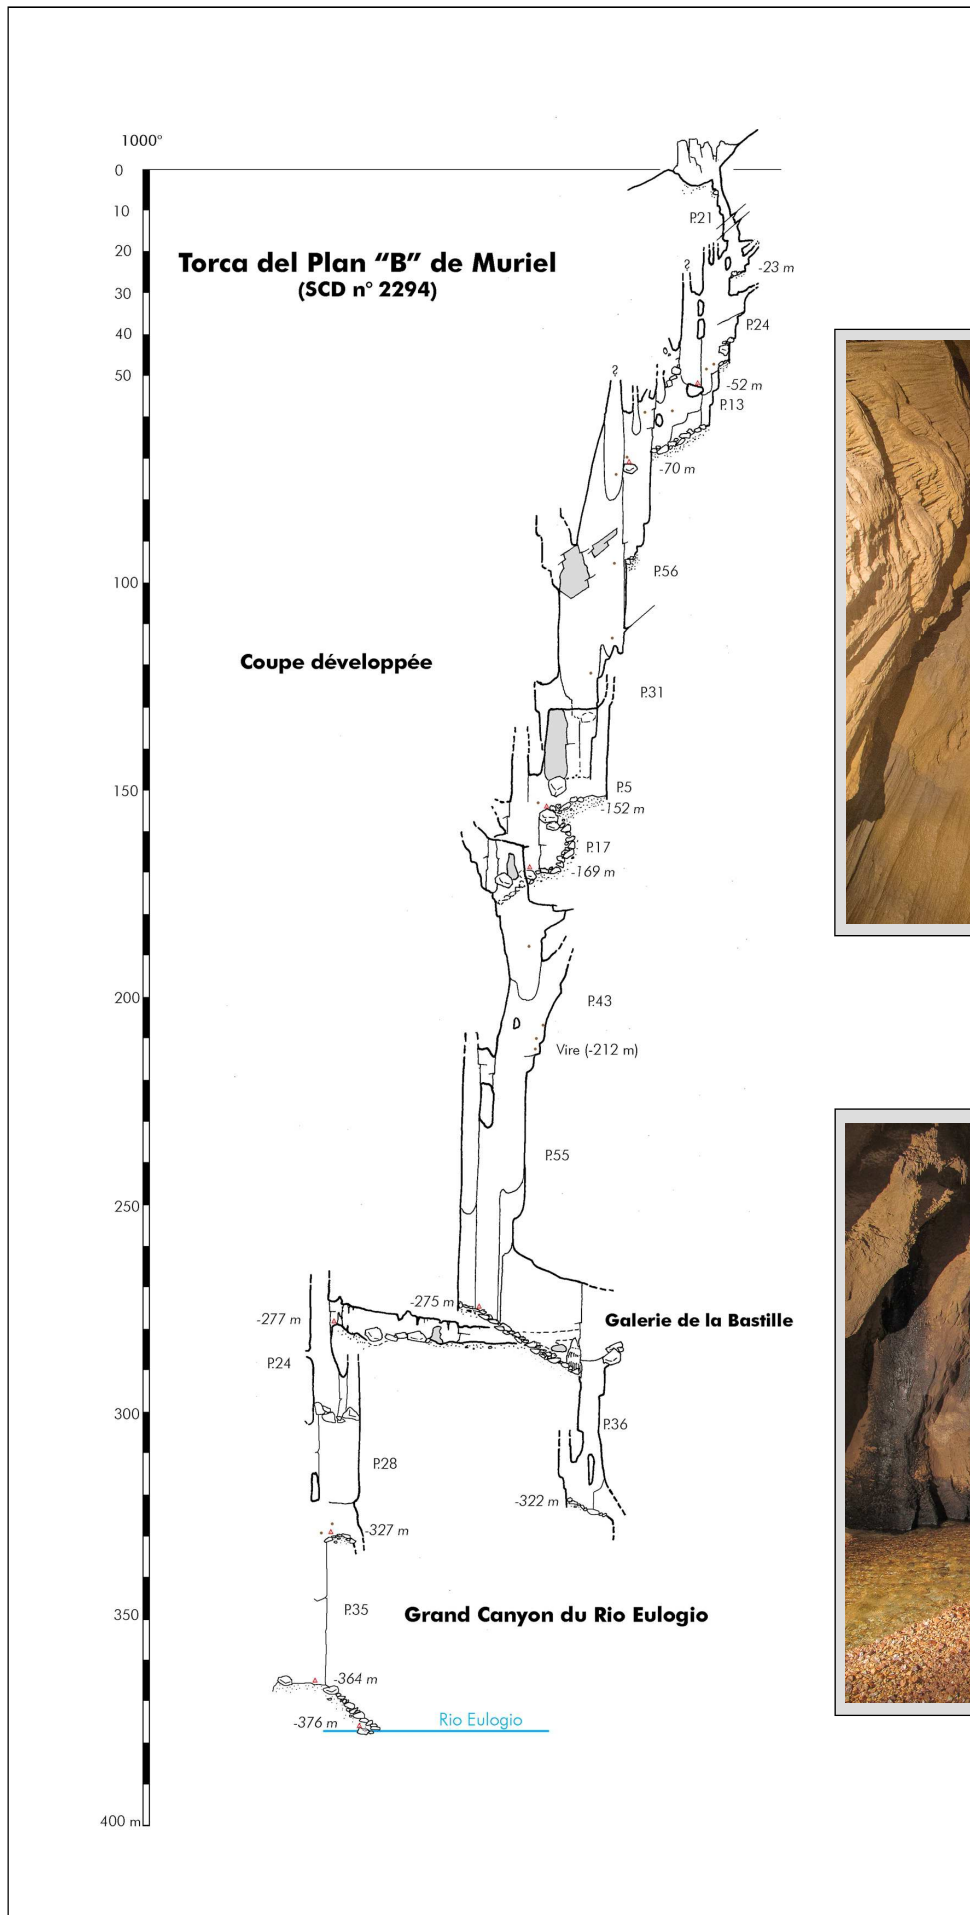 1000°
0
10
20
30
40
50
100
150
200
250
300
350
400 m
Torca del Plan “B” de Muriel
(SCD n° 2294)
Coupe développée
P.21
?
-23 m
P.24
?
-52 m
P.13
-70 m
P.56
P.31
P.5
-152 m
P.17
-169 m
P.43
Vire (-212 m)
P.55
-275 m
-277 m
Galerie de la Bastille
P.24
P.36
P.28
-322 m
-327 m
P.35
Grand Canyon du Rio Eulogio
-364 m
-376 m
Rio Eulogio